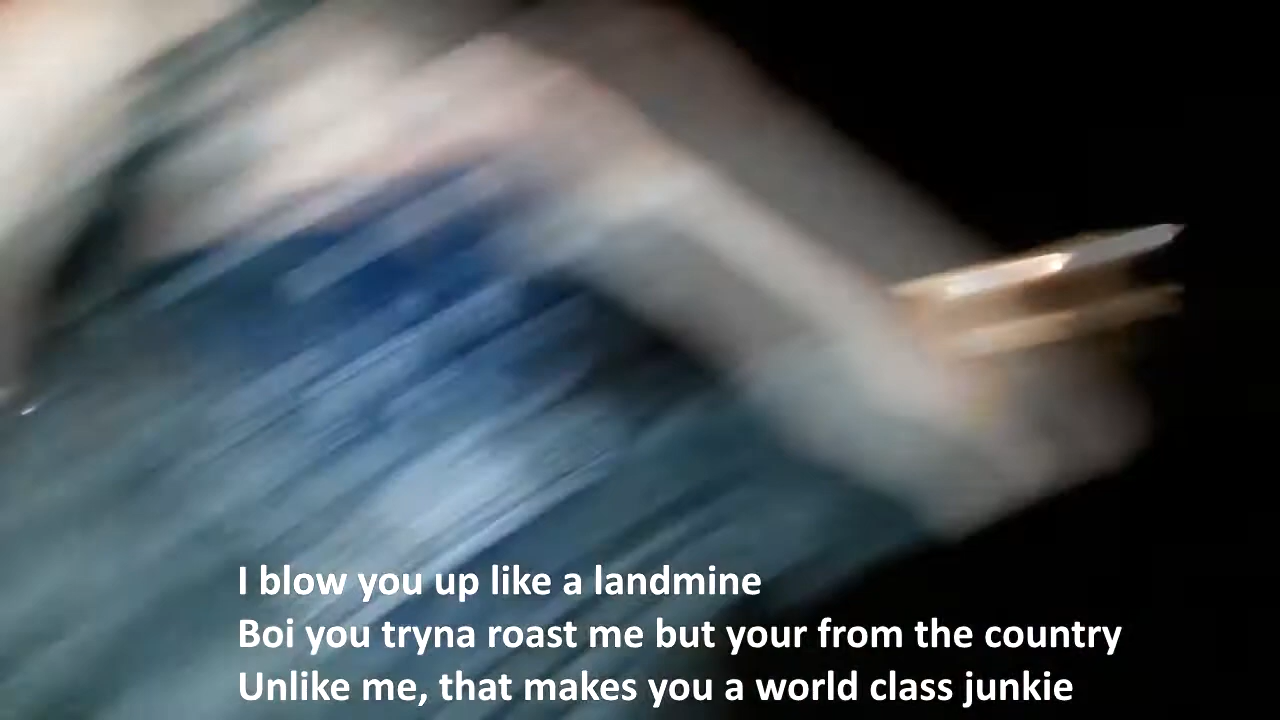 I blow you up like a landmine
Boi you tryna roast me but your from the country
Unlike me, that makes you a world class junkie